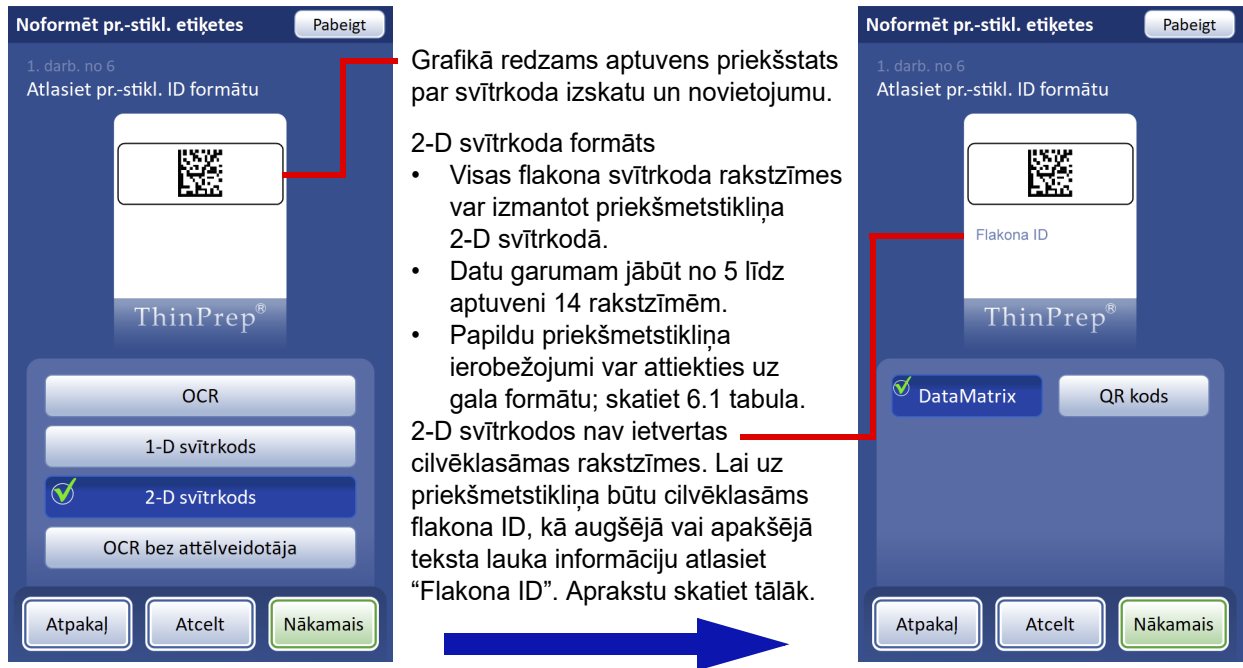 Noformēt pr.-stikl. etiķetes
Pabeigt
1. darb. no 6
Atlasiet pr.-stikl. ID formātu
ThinPrep®
OCR
1-D svītrkods
2-D svītrkods
OCR bez attēlveidotāja
Atpakaļ
Atcelt
Nākamais
Grafikā redzams aptuvens priekšstats
par svītrkoda izskatu un novietojumu.
2-D svītrkoda formāts
• Visas flakona svītrkoda rakstzīmes
var izmantot priekšmetstikliņa
2-D svītrkodā.
• Datu garumam jābūt no 5 līdz
aptuveni 14 rakstzīmēm.
• Papildu priekšmetstikliņa
ierobežojumi var attiekties uz
gala formātu; skatiet 6.1 tabula.
2-D svītrkodos nav ietvertas
cilvēklasāmas rakstzīmes. Lai uz
priekšmetstikliņa būtu cilvēklasāms
flakona ID, kā augšējā vai apakšējā
teksta lauka informāciju atlasiet
“Flakona ID”. Aprakstu skatiet tālāk.
Noformēt pr.-stikl. etiķetes
Pabeigt
1. darb. no 6
Atlasiet pr.-stikl. ID formātu
Flakona ID
ThinPrep®
DataMatrix
QR kods
Atpakaļ
Atcelt
Nākamais